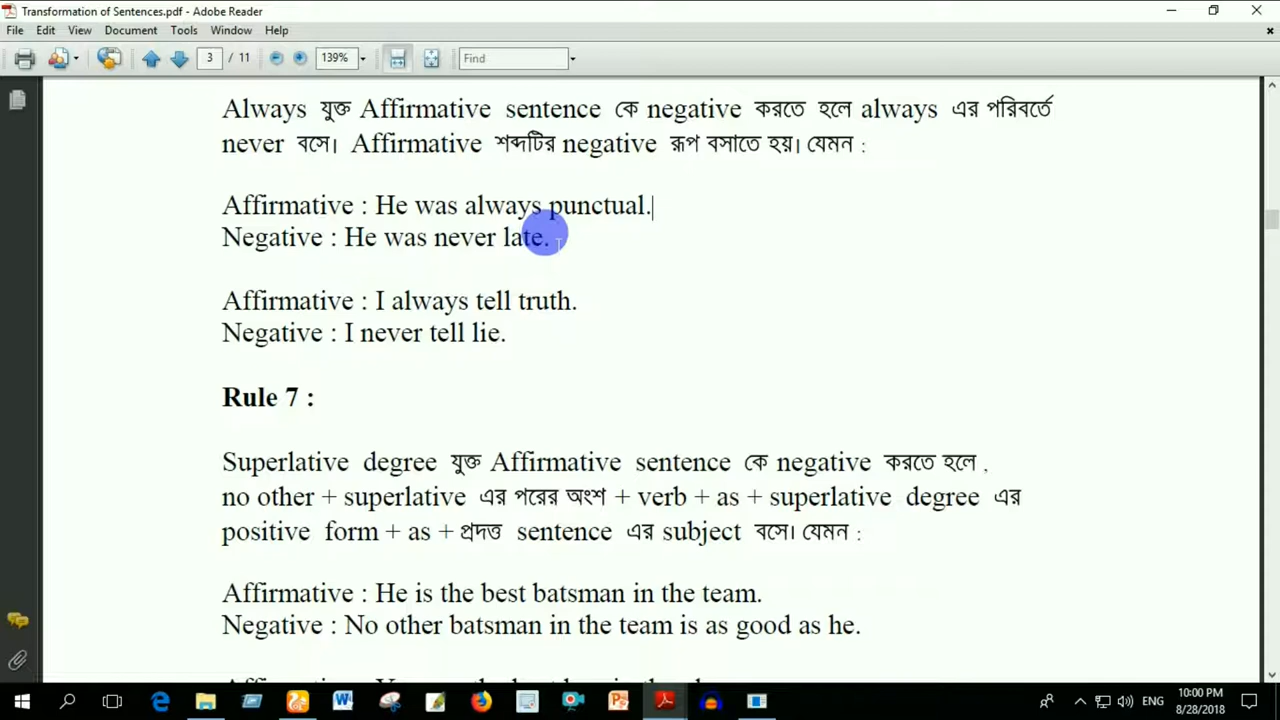 Transformation of Sentences.pdf - Adobe Reader
File Edit View Document Tools Window Help
3 / 11 139% Find
Always যুক্ত Affirmative sentence কে negative করতে হলে always এর পরিবর্তে
never বসে। Affirmative শব্দটির negative রূপ বসাতে হয়। যেমন :
Affirmative : He was always punctual.
Negative : He was never late.
Affirmative : I always tell truth.
Negative : I never tell lie.
Rule 7 :
Superlative degree যুক্ত Affirmative sentence কে negative করতে হলে ,
no other + superlative এর পরের অংশ + verb + as + superlative degree এর
positive form + as + প্রদত্ত sentence এর subject বসে। যেমন :
Affirmative : He is the best batsman in the team.
Negative : No other batsman in the team is as good as he.
ENG
10:00 PM
8/28/2018